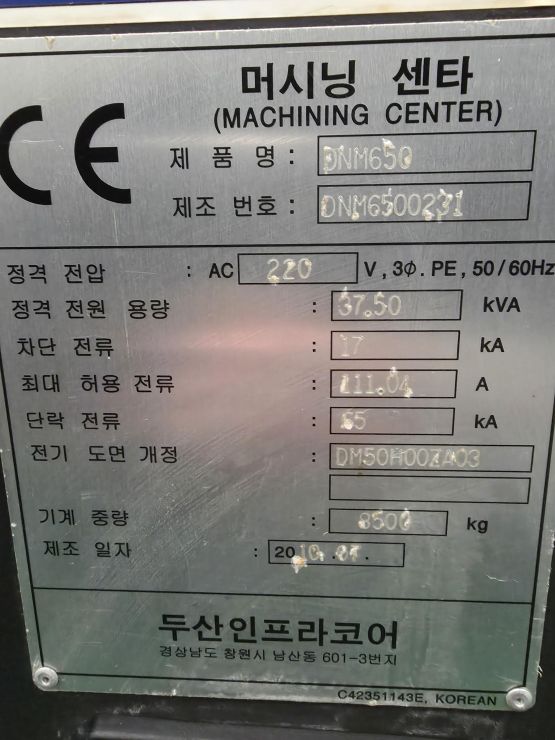 CE
머시닝 센타
(MACHINING CENTER)
제 품 명 : DNM650
제조 번호 : DNM6500231
정격 전압 : AC 220 V , 3Φ . PE , 50 / 60Hz
정격 전원 용량 : 37.50 kVA
차단 전류 : 17 kA
최대 허용 전류 : 111.04 A
단락 전류 : kA
전기 도면 개정 : DM50H00ZA03
기계 중량 : 8500 kg
제조 일자 : 2010.07.
두산인프라코어
경상남도 창원시 남산동 601-3번지
C42351143E, KOREAN